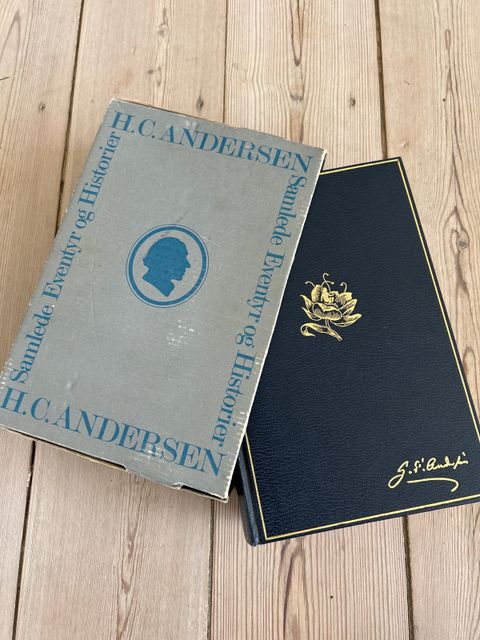 H.C. ANDERSEN
Samlede Eventyr og Historier
Samlede Eventyr og Historier
H.C. ANDERSEN